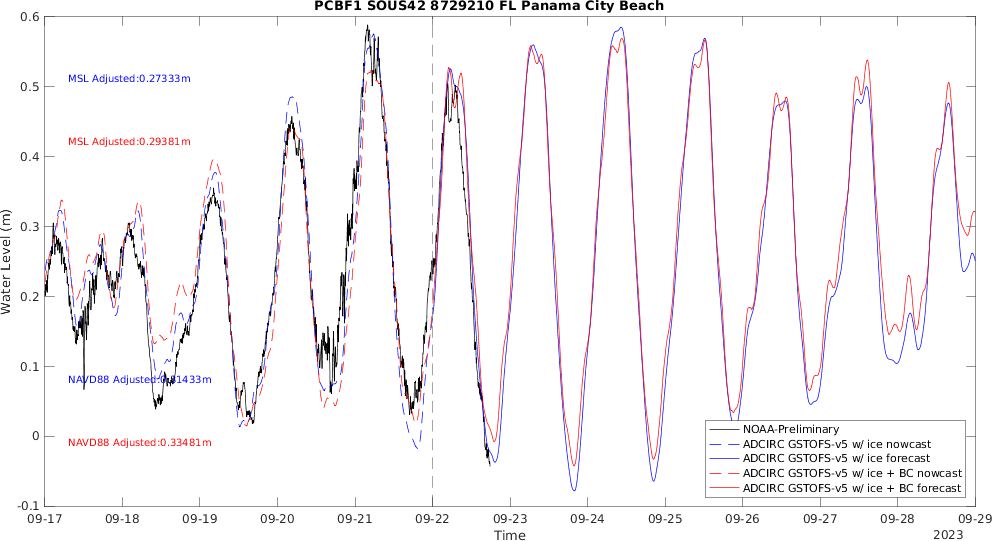 PCBF1 SOUS42 8729210 FL Panama City Beach
Water Level (m)
0.6
0.5
0.4
0.3
0.2
0.1
0
-0.1
MSL Adjusted:0.27333m
MSL Adjusted:0.29381m
NAVD88 Adjusted:0.31433m
NAVD88 Adjusted:0.33481m
NOAA-Preliminary
ADCIRC GSTOFS-v5 w/ ice nowcast
ADCIRC GSTOFS-v5 w/ ice forecast
ADCIRC GSTOFS-v5 w/ ice + BC nowcast
ADCIRC GSTOFS-v5 w/ ice + BC forecast
09-17 09-18 09-19 09-20 09-21 09-22 09-23 09-24 09-25 09-26 09-27 09-28 09-29
Time
2023